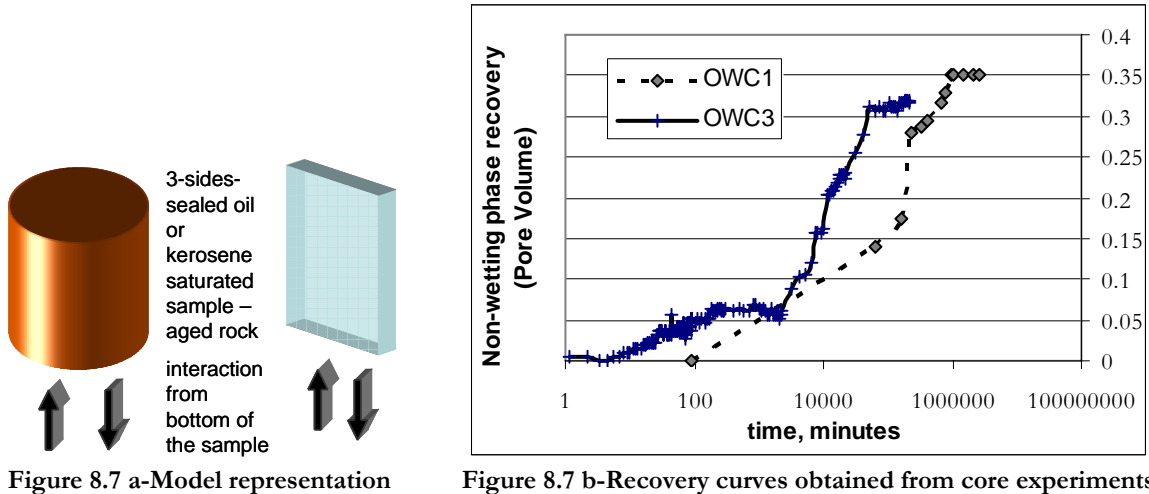 3-sides-
sealed oil
or
kerosene
saturated
sample –
aged rock
interaction
from
bottom of
the sample
Figure 8.7 a-Model representation
Non-wetting phase recovery
(Pore Volume)
OWC1
OWC3
0.4
0.35
0.3
0.25
0.2
0.15
0.1
0.05
0
1 100 10000 1000000 100000000
time, minutes
Figure 8.7 b-Recovery curves obtained from core experiments